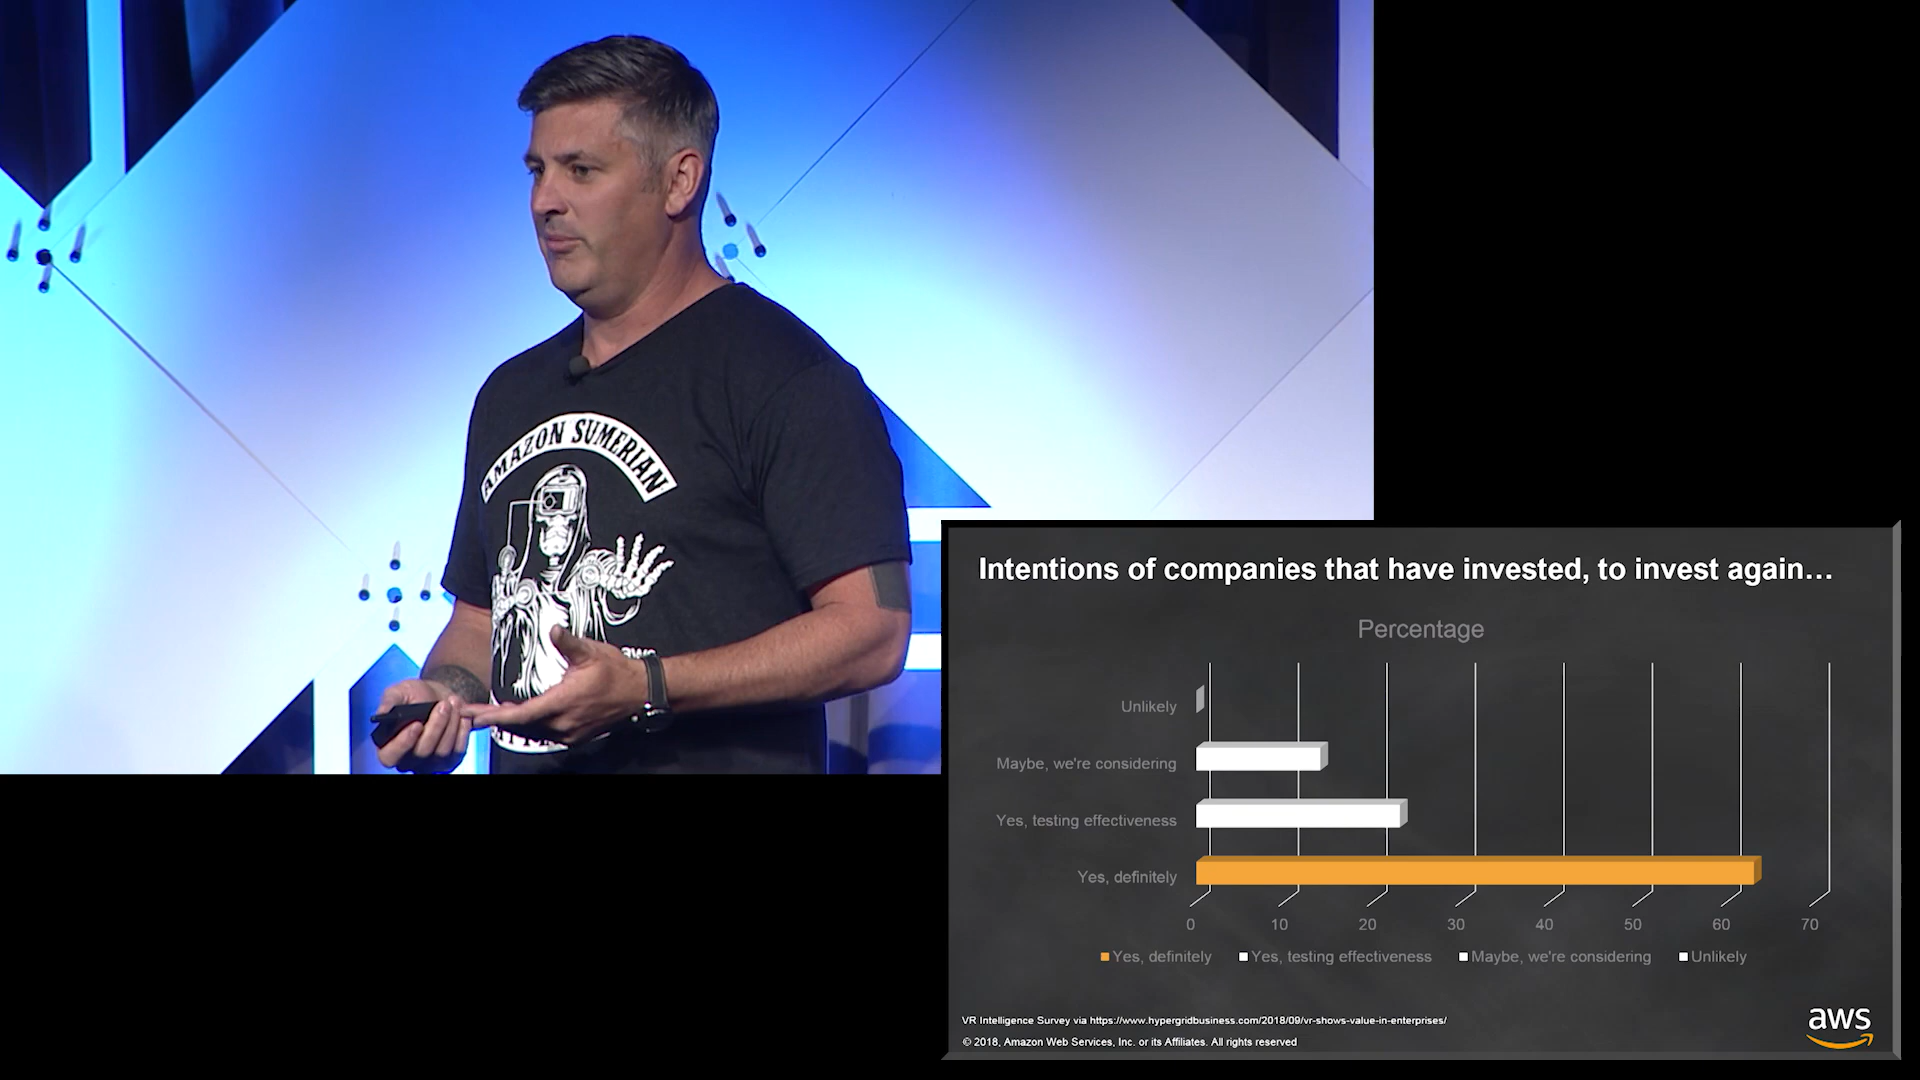 AMAZON SUMERIAN
aws
Intentions of companies that have invested, to invest again…
Percentage
Unlikely
Maybe, we're considering
Yes, testing effectiveness
Yes, definitely
0 10 20 30 40 50 60 70
Yes, definitely Yes, testing effectiveness Maybe, we're considering Unlikely
VR Intelligence Survey via https://www.hypergridbusiness.com/2018/09/vr-shows-value-in-enterprises/
© 2018, Amazon Web Services, Inc. or its Affiliates. All rights reserved
aws